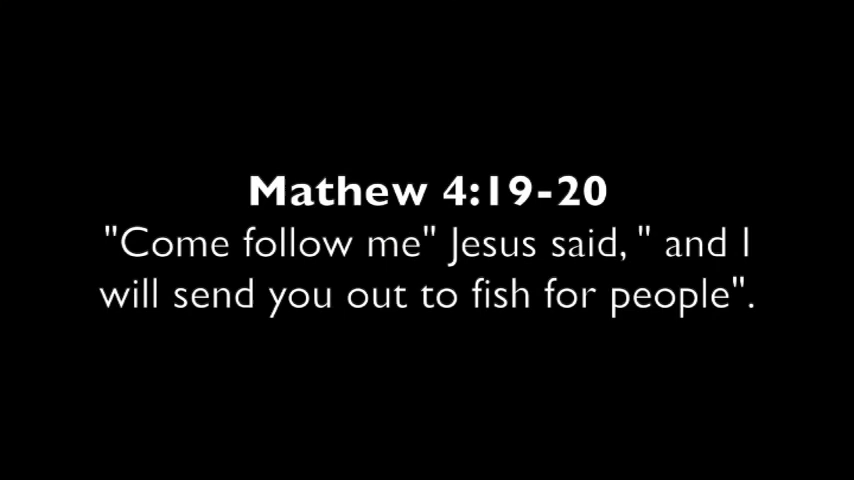 Mathew 4:19-20
"Come follow me" Jesus said, " and I
will send you out to fish for people".